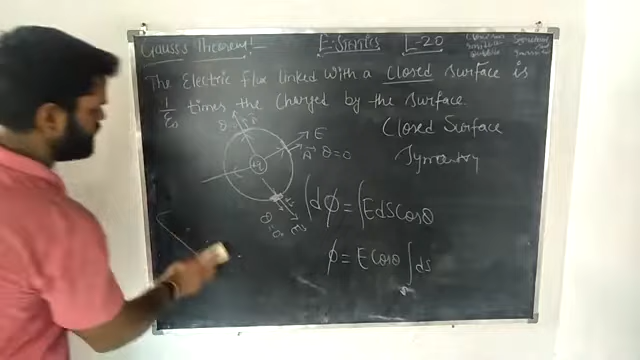 Gauss's Theorem! E-Statics L-20
The Electric Flux linked with a Closed Surface is
1/ε₀ times the Charged by the Surface.
Closed Surface
Symmetry
E
A θ=0
+q
∫dϕ = ∫EdsCosθ
ϕ = E Cosθ ∫ds